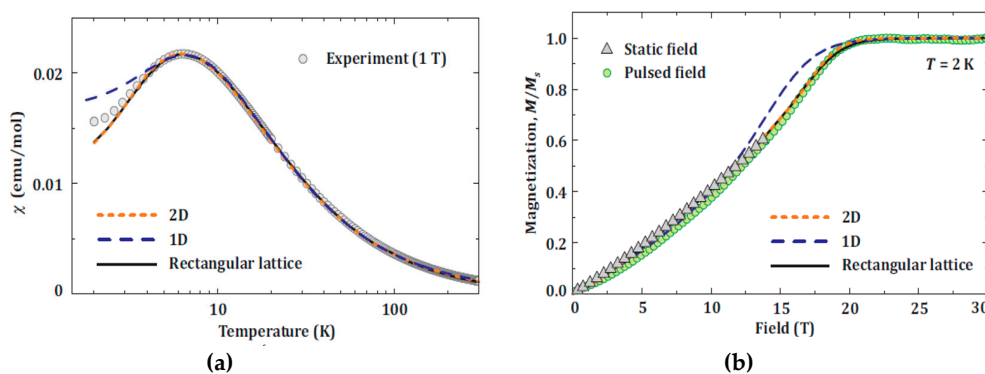 (a)
χ (emu/mol)
0.02
0.01
0
Experiment (1 T)
2D
1D
Rectangular lattice
10
100
Temperature (K)
(b)
Magnetization, M/Mₛ
1.0
0.8
0.6
0.4
0.2
0.0
Static field
Pulsed field
T = 2 K
2D
1D
Rectangular lattice
0
5
10
15
20
25
30
Field (T)
(a)
(b)